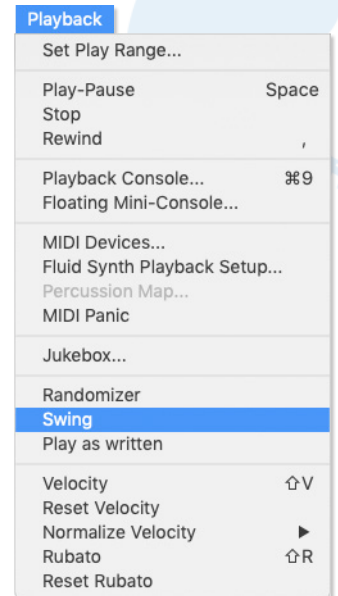 Playback
Set Play Range...
Play-Pause Space
Stop
Rewind ,
Playback Console... ⌘9
Floating Mini-Console...
MIDI Devices...
Fluid Synth Playback Setup...
Percussion Map...
MIDI Panic
Jukebox...
Randomizer
Swing
Play as written
Velocity ⇧V
Reset Velocity
Normalize Velocity ▶
Rubato ⇧R
Reset Rubato